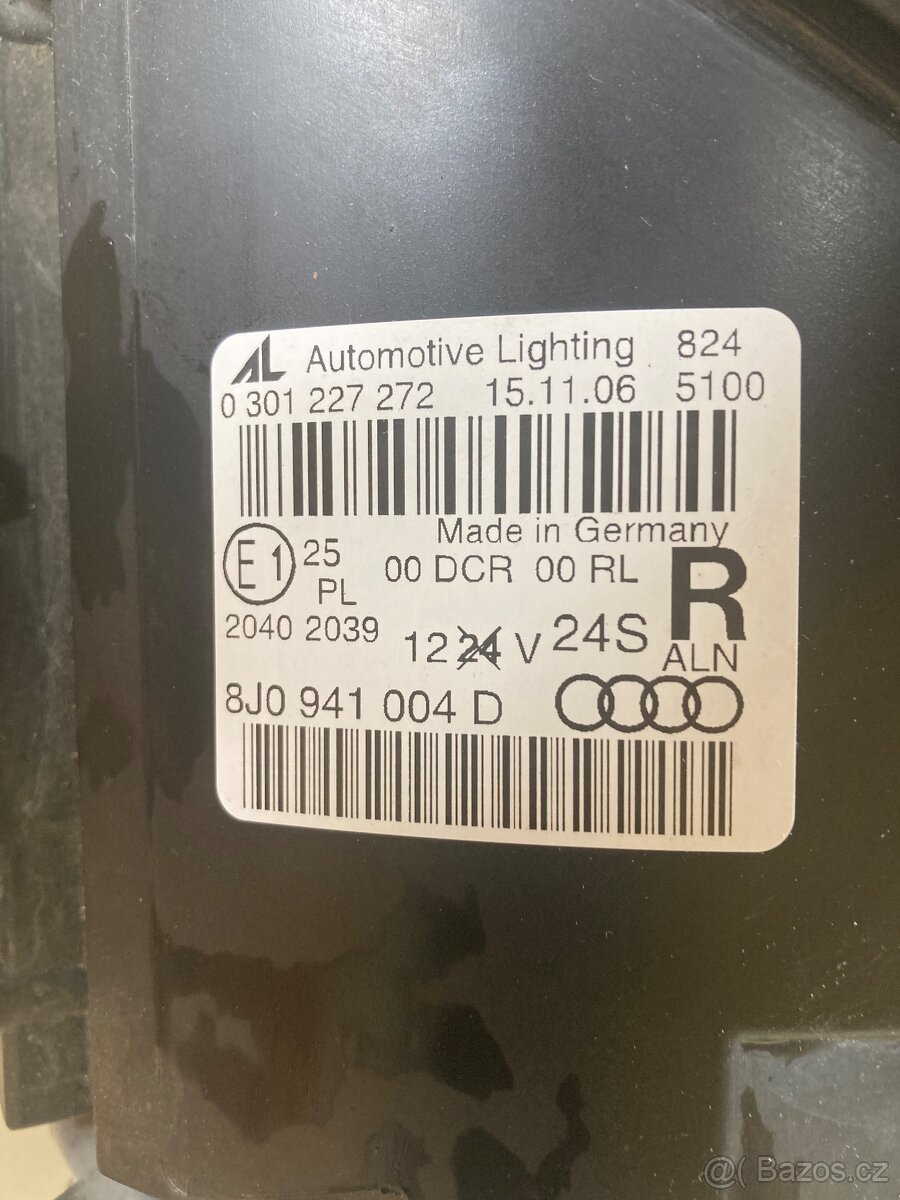 AL Automotive Lighting 824
0 301 227 272 15.11.06 5100
Made in Germany
E1 25 00 DCR 00 RL R
PL
2040 2039 12 24 V 24S ALN
8J0 941 004 D
@( Bazos.cz